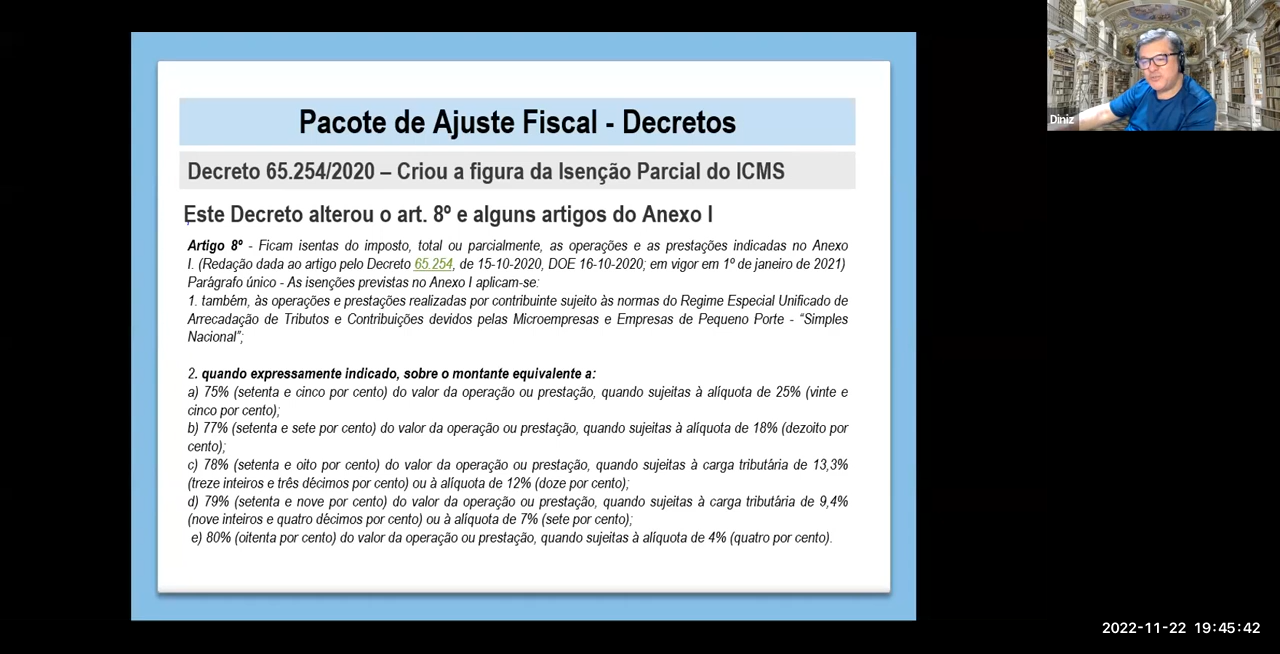 Pacote de Ajuste Fiscal - Decretos
Decreto 65.254/2020 – Criou a figura da Isenção Parcial do ICMS
Este Decreto alterou o art. 8º e alguns artigos do Anexo I
Artigo 8º - Ficam isentas do imposto, total ou parcialmente, as operações e as prestações indicadas no Anexo
I. (Redação dada ao artigo pelo Decreto 65.254, de 15-10-2020, DOE 16-10-2020; em vigor em 1º de janeiro de 2021)
Parágrafo único - As isenções previstas no Anexo I aplicam-se:
1. também, às operações e prestações realizadas por contribuinte sujeito às normas do Regime Especial Unificado de
Arrecadação de Tributos e Contribuições devidos pelas Microempresas e Empresas de Pequeno Porte - “Simples
Nacional”;
2. quando expressamente indicado, sobre o montante equivalente a:
a) 75% (setenta e cinco por cento) do valor da operação ou prestação, quando sujeitas à alíquota de 25% (vinte e
cinco por cento);
b) 77% (setenta e sete por cento) do valor da operação ou prestação, quando sujeitas à alíquota de 18% (dezoito por
cento);
c) 78% (setenta e oito por cento) do valor da operação ou prestação, quando sujeitas à carga tributária de 13,3%
(treze inteiros e três décimos por cento) ou à alíquota de 12% (doze por cento);
d) 79% (setenta e nove por cento) do valor da operação ou prestação, quando sujeitas à carga tributária de 9,4%
(nove inteiros e quatro décimos por cento) ou à alíquota de 7% (sete por cento);
e) 80% (oitenta por cento) do valor da operação ou prestação, quando sujeitas à alíquota de 4% (quatro por cento).
Diniz
2022-11-22 19:45:42